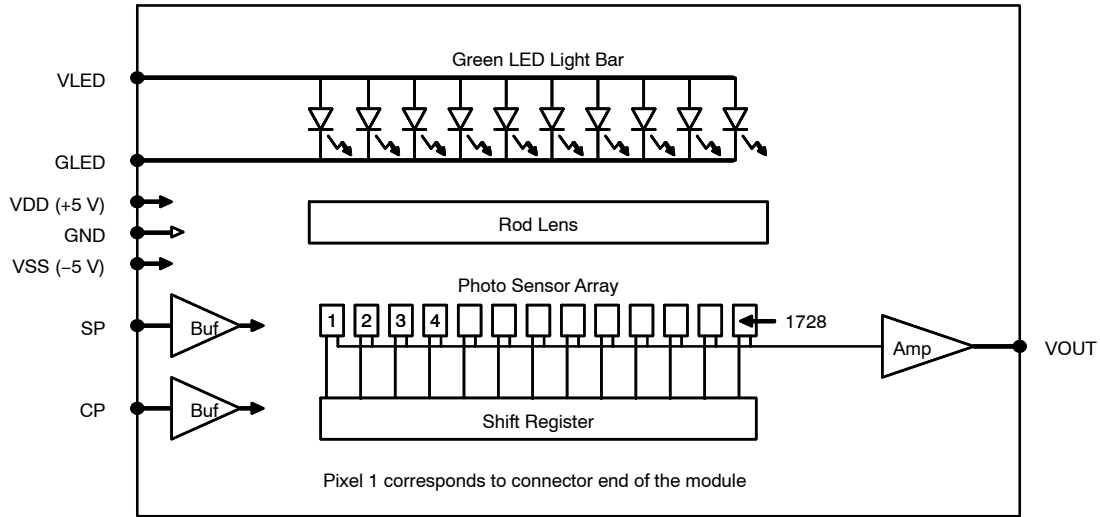 Green LED Light Bar
VLED
GLED
VDD (+5 V)
GND
VSS (−5 V)
Rod Lens
Photo Sensor Array
SP
Buf
1 2 3 4
1728
Amp
VOUT
CP
Buf
Shift Register
Pixel 1 corresponds to connector end of the module